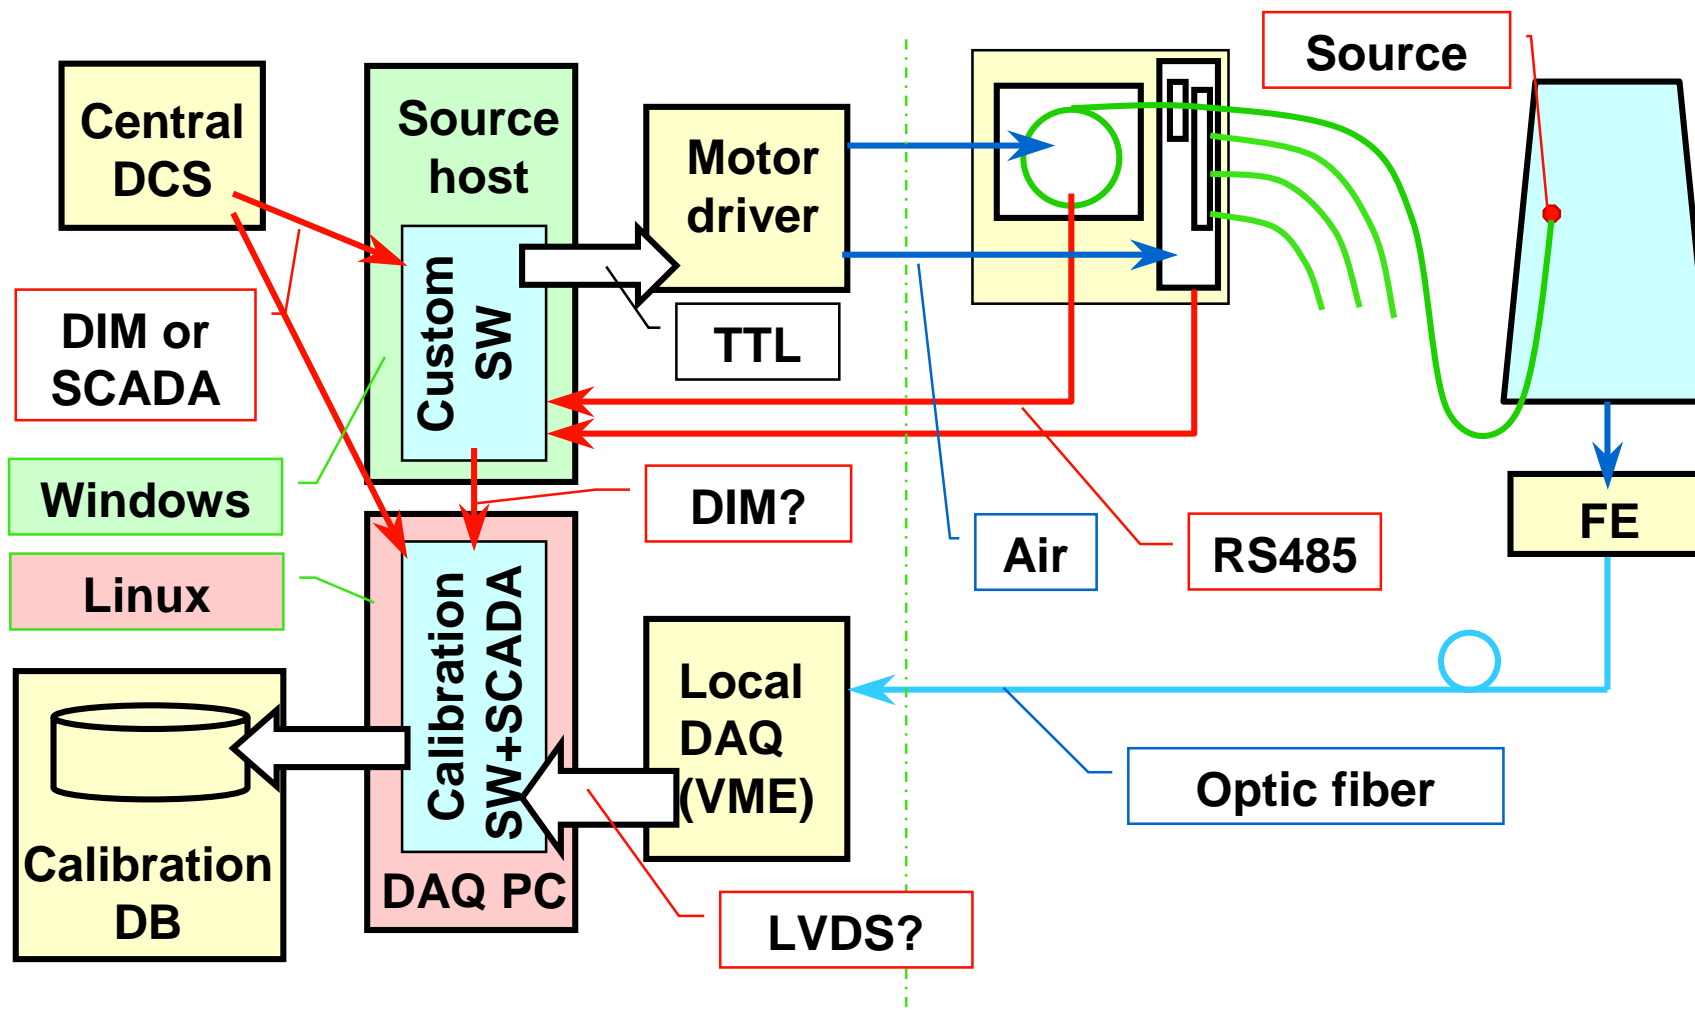 Source
Central
DCS
Source
host
Motor
driver
Custom
SW
DIM or
SCADA
TTL
Windows
DIM?
Air
RS485
FE
Linux
Calibration
SW+SCADA
Local
DAQ
(VME)
Optic fiber
Calibration
DB
DAQ PC
LVDS?